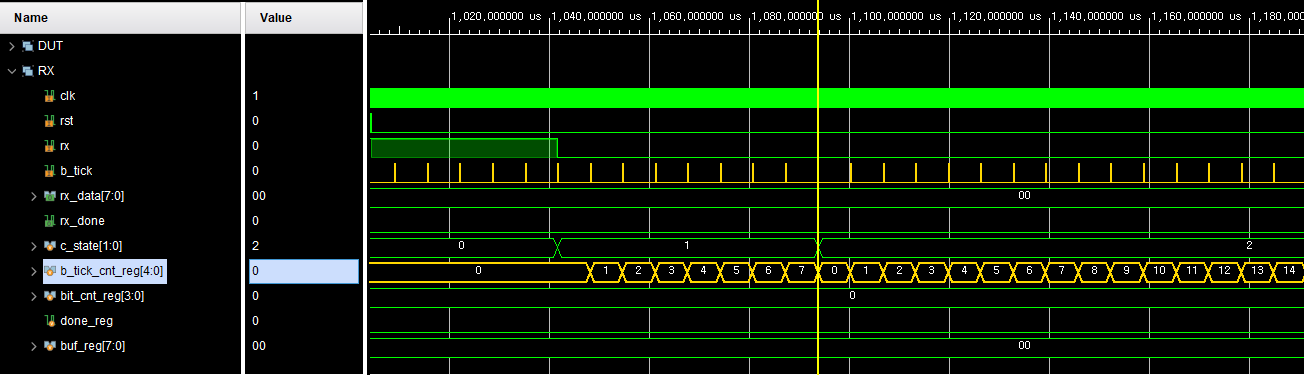 Name Value
1,020,000000 us 1,040,000000 us 1,060,000000 us 1,080,000000 us 1,100,000000 us 1,120,000000 us 1,140,000000 us 1,160,000000 us 1,180,000
DUT
RX
clk 1
rst 0
rx 0
b_tick 0
rx_data[7:0] 00 00
rx_done 0
c_state[1:0] 2 0 1 2
b_tick_cnt_reg[4:0] 0 0 1 2 3 4 5 6 7 0 1 2 3 4 5 6 7 8 9 10 11 12 13 14
bit_cnt_reg[3:0] 0 0
done_reg 0
buf_reg[7:0] 00 00